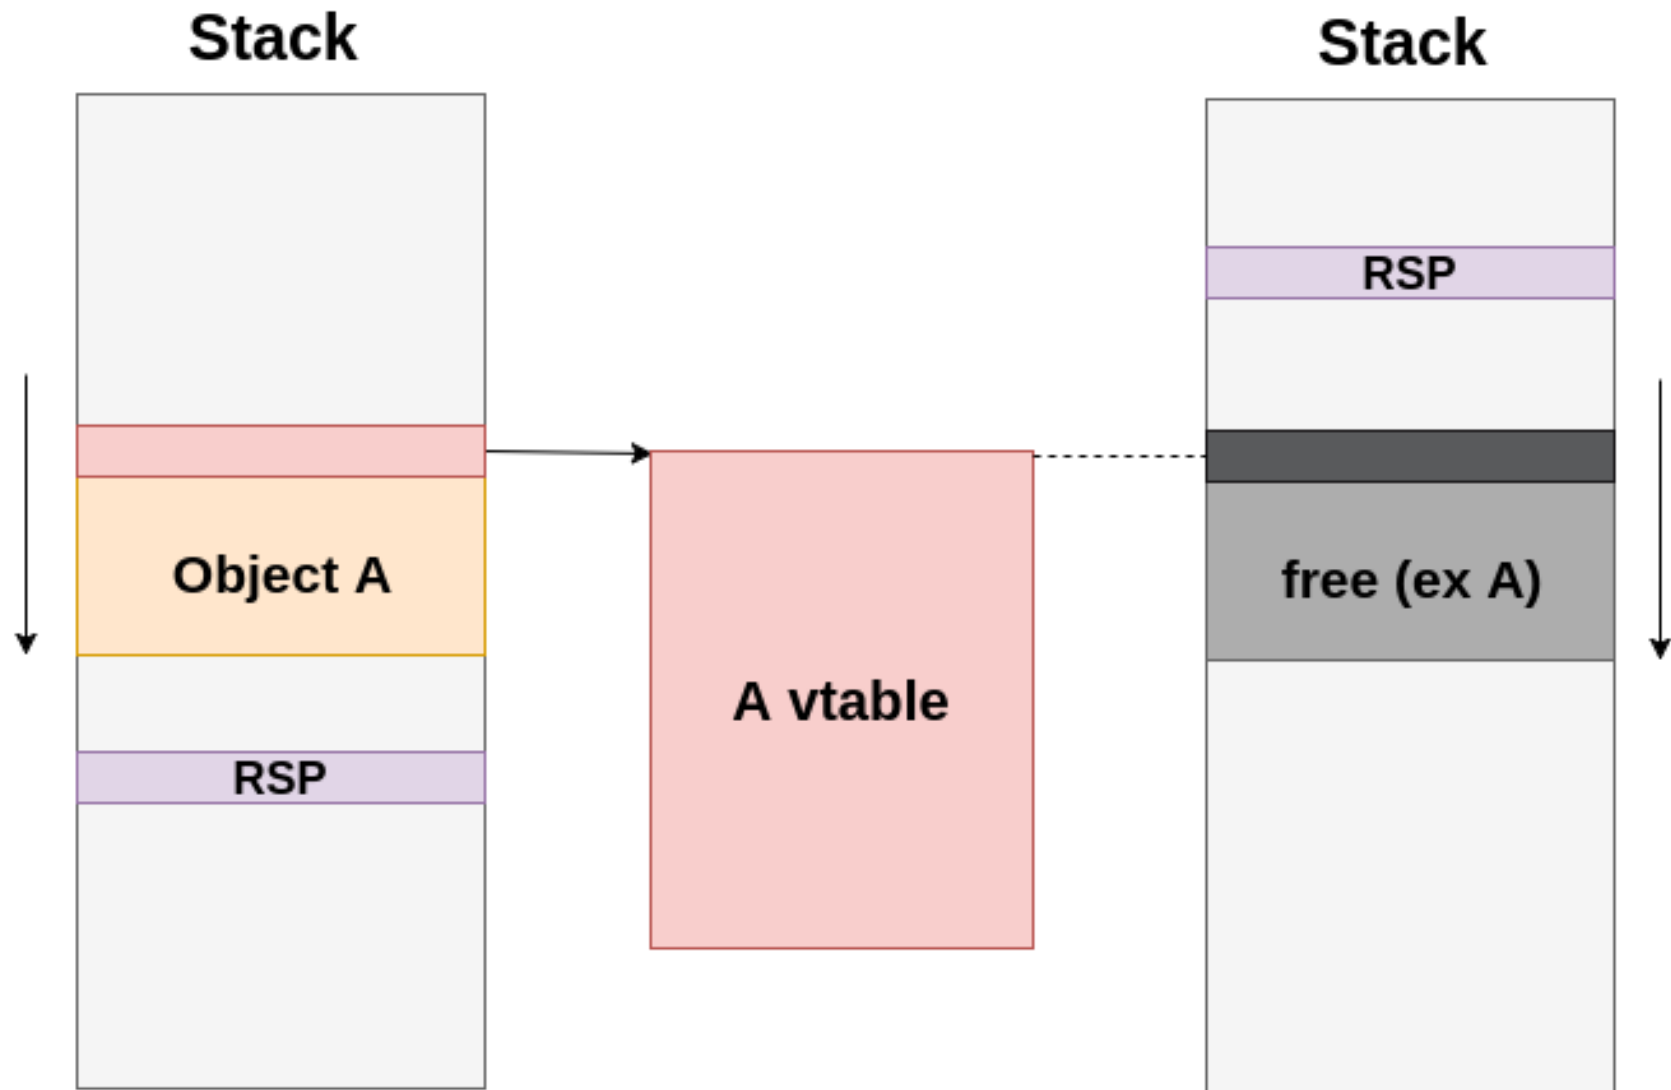 Stack
Object A
RSP
A vtable
Stack
RSP
free (ex A)